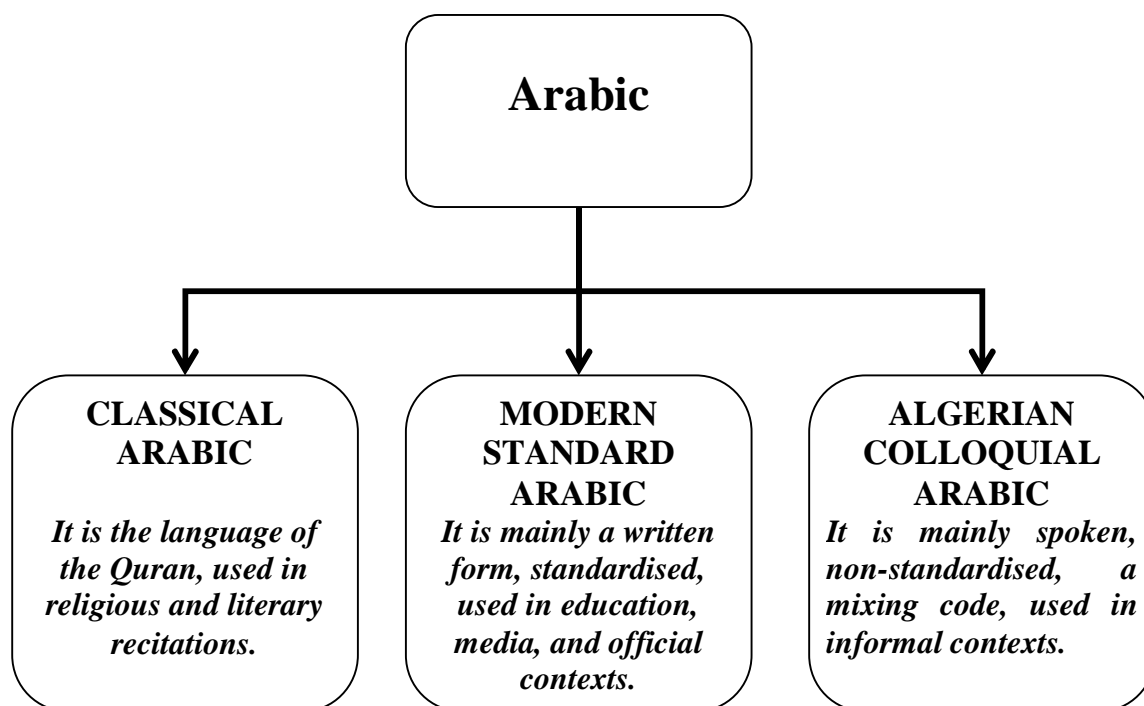 Arabic
CLASSICAL
ARABIC
It is the language of
the Quran, used in
religious and literary
recitations.
MODERN
STANDARD
ARABIC
It is mainly a written
form, standardised,
used in education,
media, and official
contexts.
ALGERIAN
COLLOQUIAL
ARABIC
It is mainly spoken,
non-standardised, a
mixing code, used in
informal contexts.